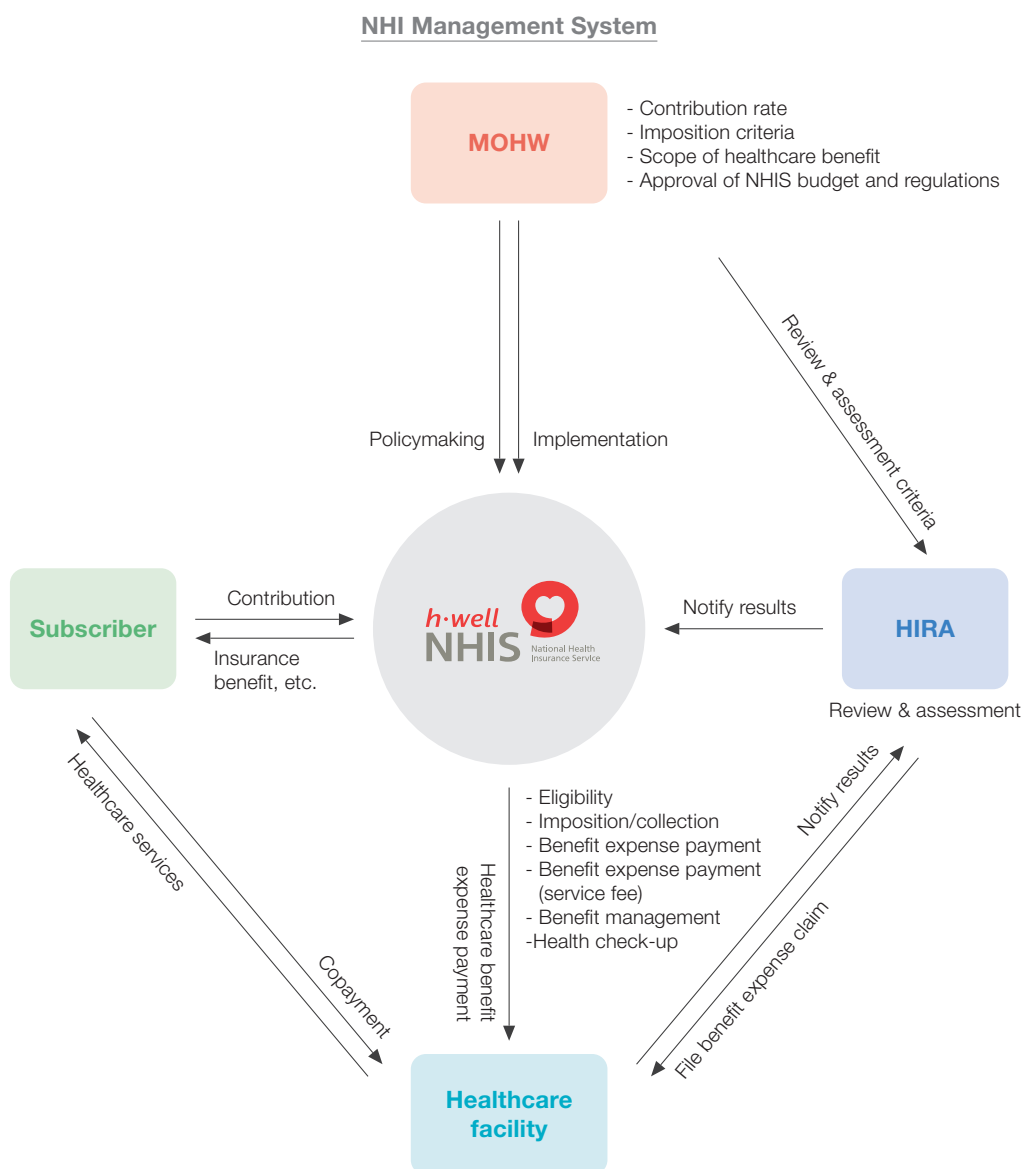 NHI Management System
MOHW
- Contribution rate
- Imposition criteria
- Scope of healthcare benefit
- Approval of NHIS budget and regulations
Review & assessment criteria
Policymaking
Implementation
Subscriber
Contribution
Insurance
benefit, etc.
h·well
NHIS
National Health
Insurance Service
Notify results
HIRA
Review & assessment
Healthcare services
Copayment
Healthcare benefit
expense payment
- Eligibility
- Imposition/collection
- Benefit expense payment
- Benefit expense payment
(service fee)
- Benefit management
-Health check-up
Notify results
File benefit expense claim
Healthcare
facility